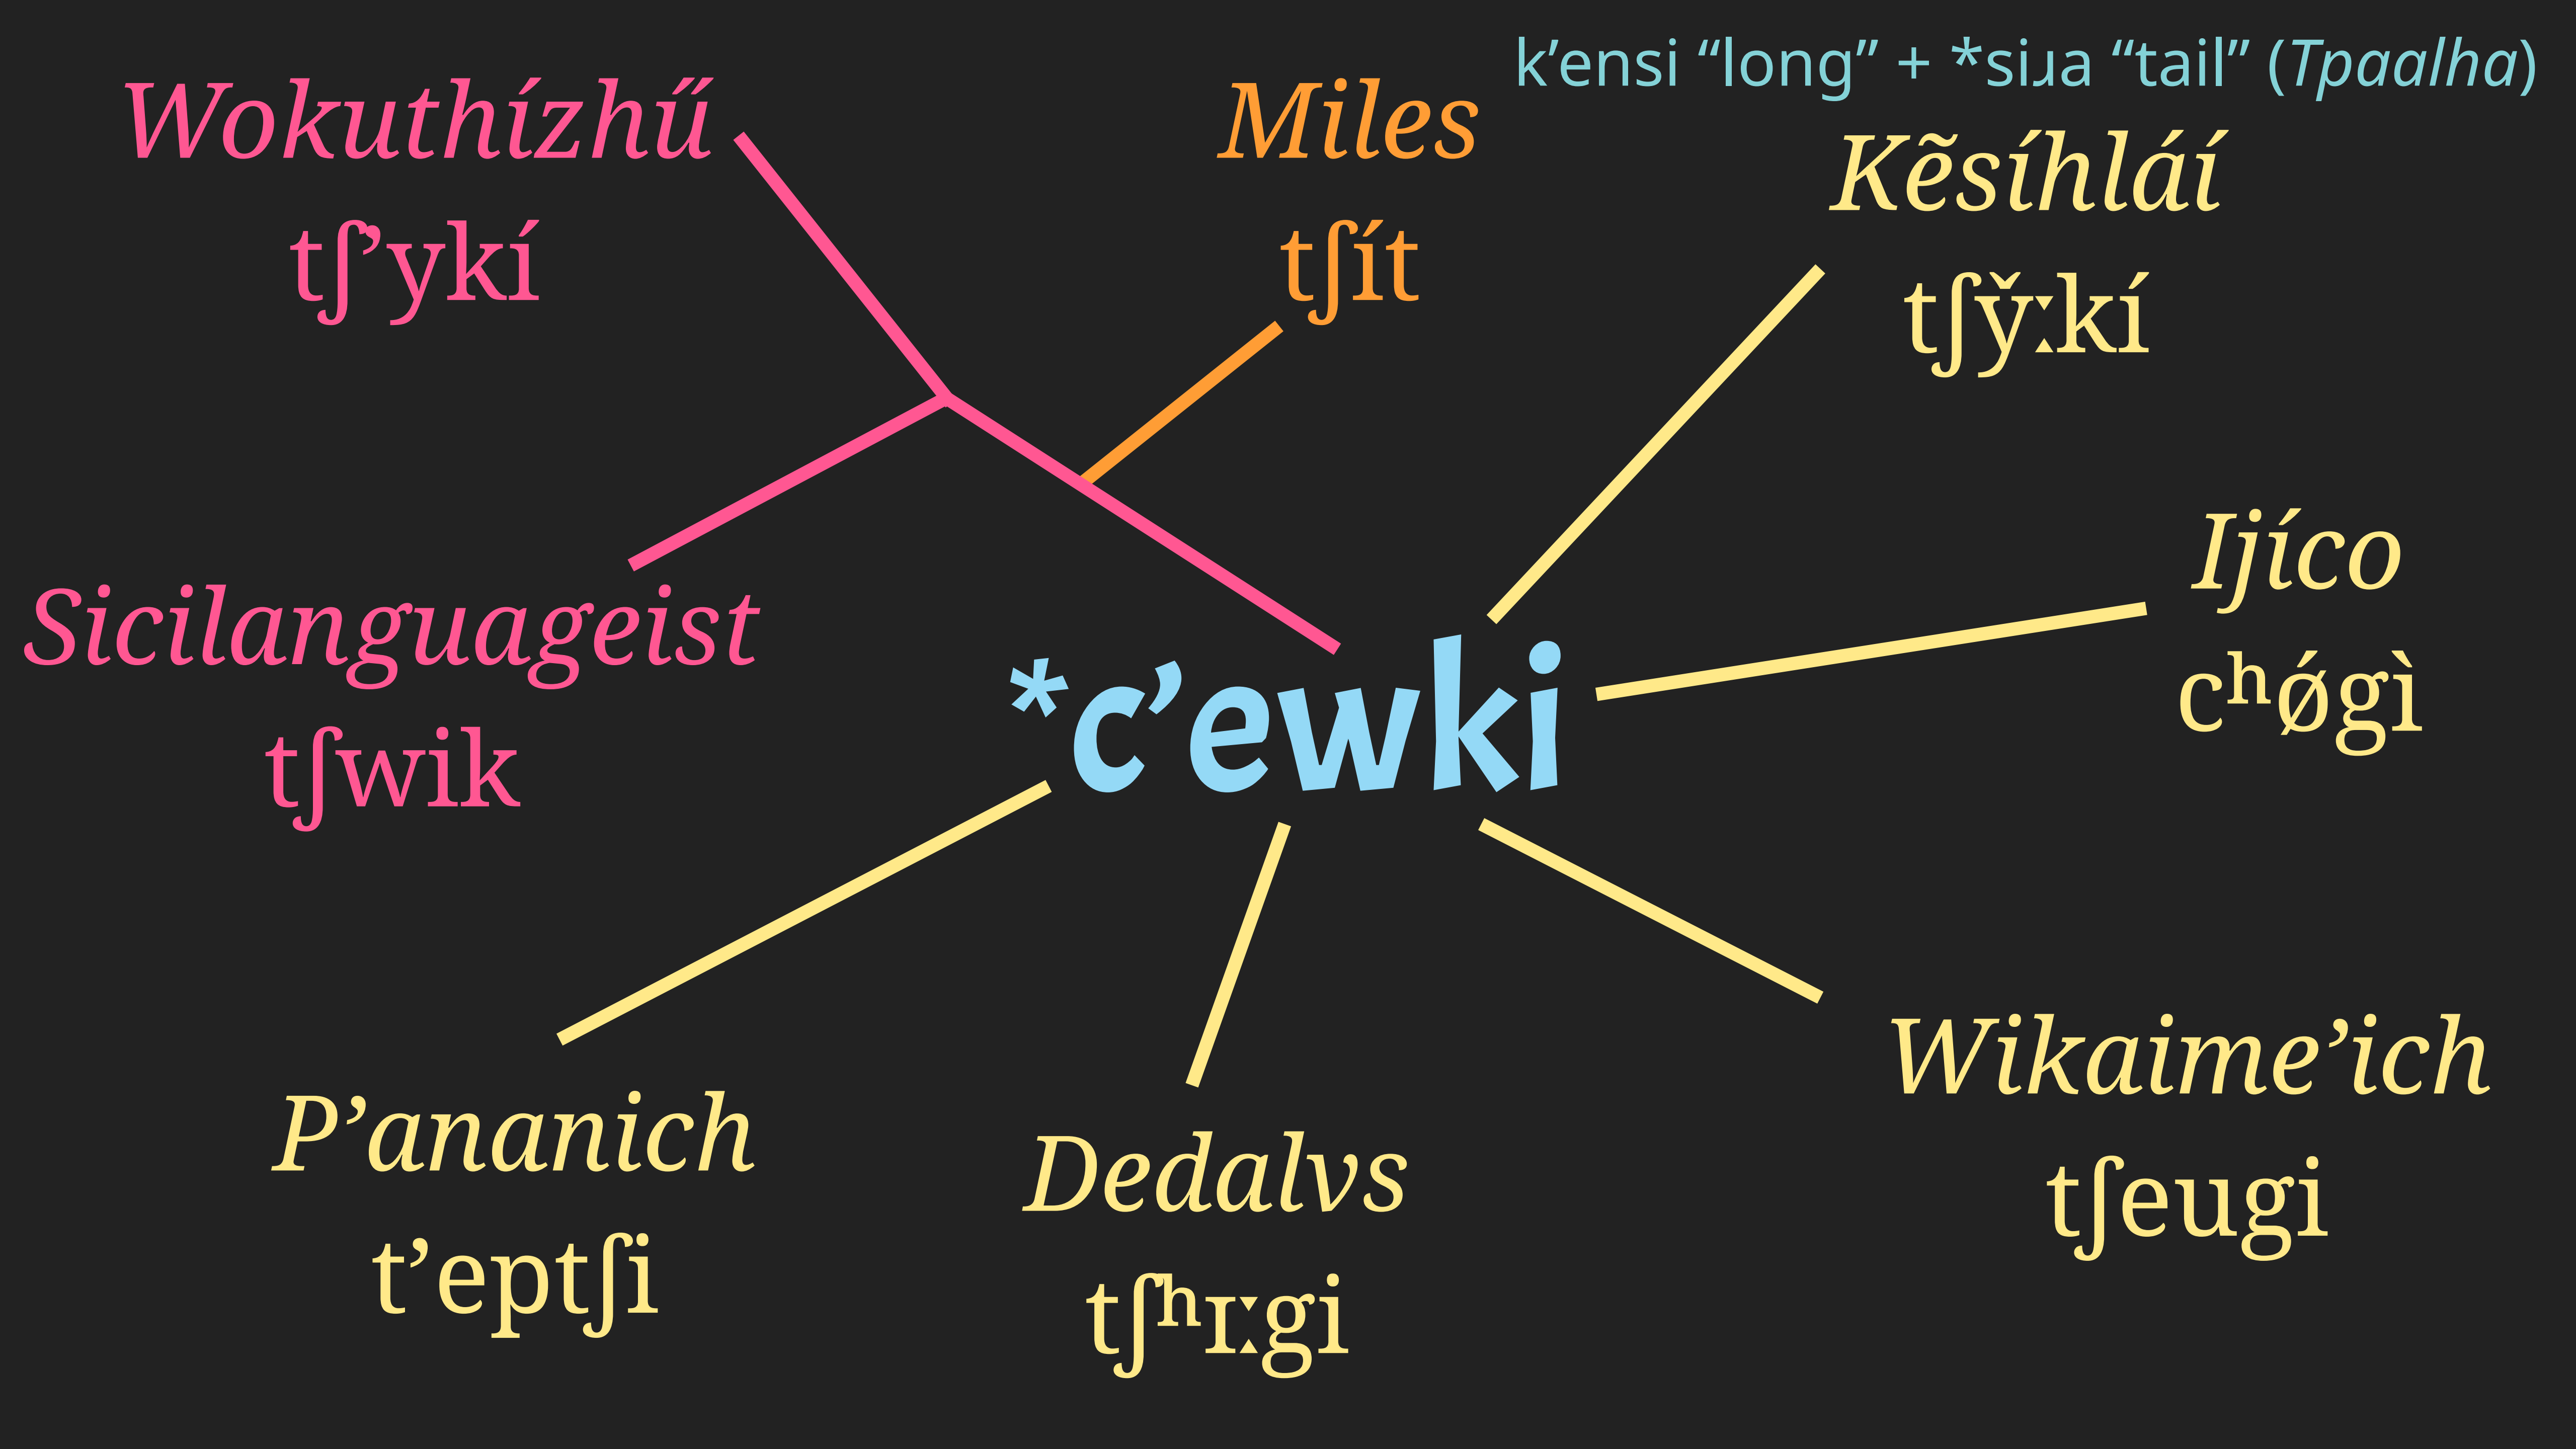 k’ensi “long” + *siɹa “tail” (Tpaalha)
Wokuthízhű
tʃ’ykí
Miles
tʃít
Kẽsíhláí
tʃy̌ːkí
Ijíco
cʰǿgì
Sicilanguageist
tʃwik
*c’ewki
P’ananich
t’eptʃi
Dedalvs
tʃʰɪːgi
Wikaime’ich
tʃeugi